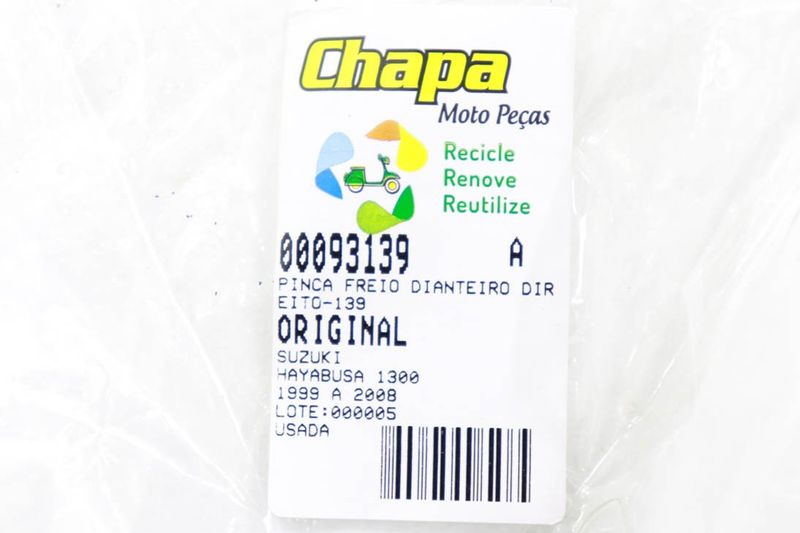 Chapa
Moto Peças
Recicle
Renove
Reutilize
00093139 A
PINCA FREIO DIANTEIRO DIR
EITO-139
ORIGINAL
SUZUKI
HAYABUSA 1300
1999 A 2008
LOTE:000005
USADA